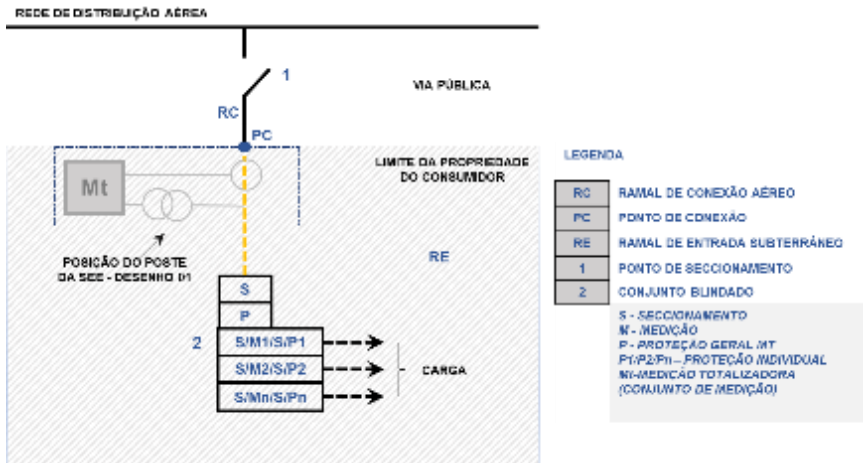 REDE DE DISTRIBUIÇÃO AÉREA
1
VIA PÚBLICA
RC
PC
LIMITE DA PROPRIEDADE
DO CONSUMIDOR
Mt
POSIÇÃO DO POSTE
DA SEE - DESENHO 01
RE
S
P
2
S/M1/S/P1
S/M2/S/P2
S/Mn/S/Pn
CARGA
LEGENDA
RC RAMAL DE CONEXÃO AÉREO
PC PONTO DE CONEXÃO
RE RAMAL DE ENTRADA SUBTERRÂNEO
1 PONTO DE SECCIONAMENTO
2 CONJUNTO BLINDADO
S - SECCIONAMENTO
M - MEDIÇÃO
P - PROTEÇÃO GERAL MT
P1/P2/Pn – PROTEÇÃO INDIVIDUAL
Mt-MEDIÇÃO TOTALIZADORA
(CONJUNTO DE MEDIÇÃO)